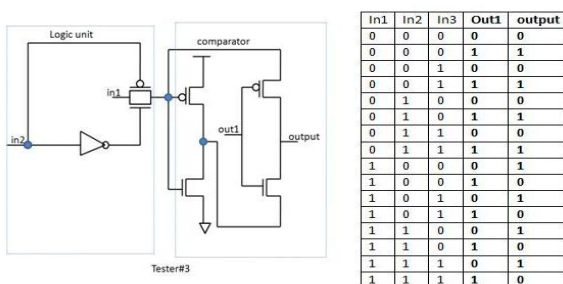 Logic unit
comparator
in1
in2
out1
output
Tester#3
In1 In2 In3 Out1 output
0 0 0 0 0
0 0 0 1 1
0 0 1 0 0
0 0 1 1 1
0 1 0 0 0
0 1 0 1 1
0 1 1 0 0
0 1 1 1 1
1 0 0 0 1
1 0 0 1 0
1 0 1 0 1
1 0 1 1 0
1 1 0 0 1
1 1 0 1 0
1 1 1 0 1
1 1 1 1 0